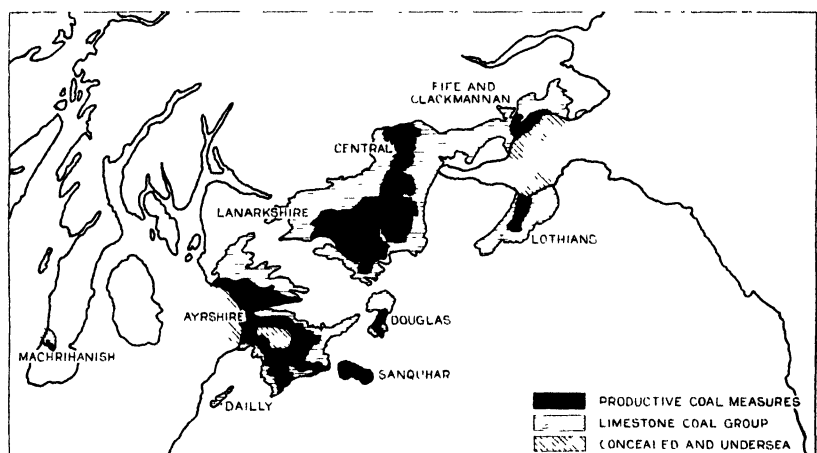 FIFE AND
CLACKMANNAN
CENTRAL
LANARKSHIRE
LOTHIANS
AYRSHIRE
DOUGLAS
MACHRIHANISH
SANQUHAR
DAILLY
PRODUCTIVE COAL MEASURES
LIMESTONE COAL GROUP
CONCEALED AND UNDERSEA